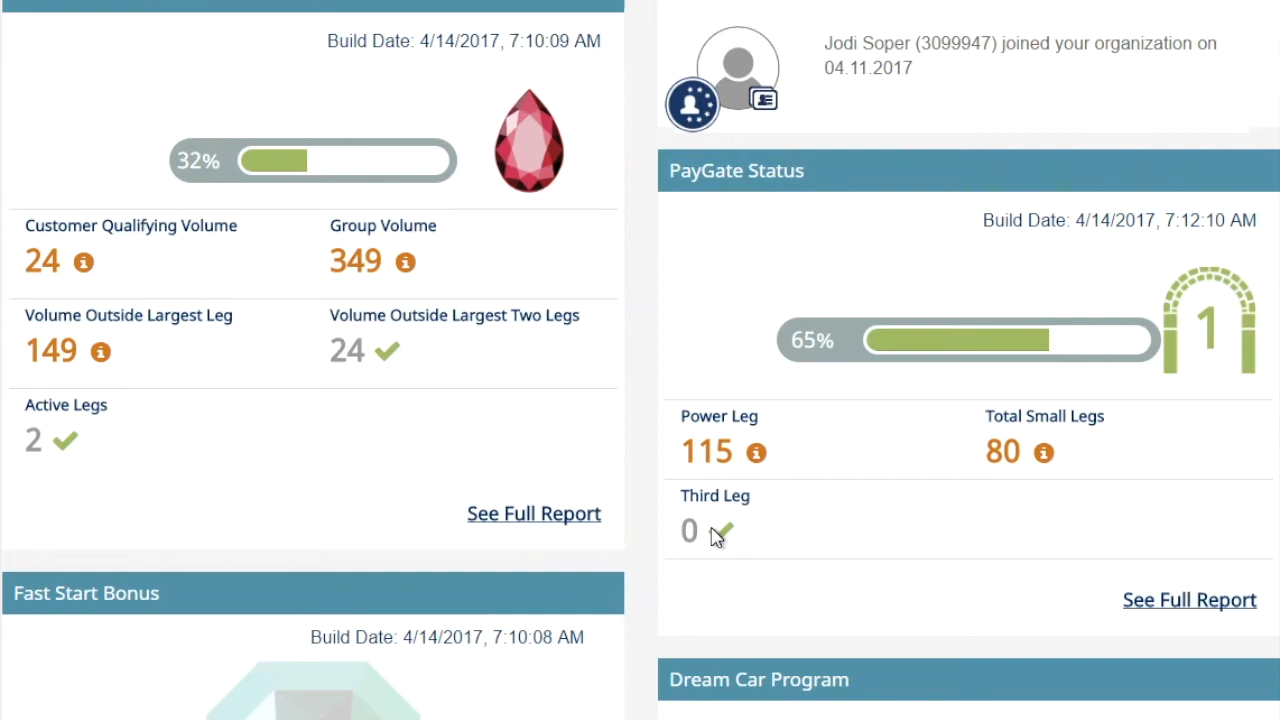 Build Date: 4/14/2017, 7:10:09 AM
32%
Customer Qualifying Volume
Group Volume
24
349
Volume Outside Largest Leg
Volume Outside Largest Two Legs
149
24
Active Legs
2
See Full Report
Fast Start Bonus
Build Date: 4/14/2017, 7:10:08 AM
Jodi Soper (3099947) joined your organization on
04.11.2017
PayGate Status
Build Date: 4/14/2017, 7:12:10 AM
65%
1
Power Leg
Total Small Legs
115
80
Third Leg
0
See Full Report
Dream Car Program